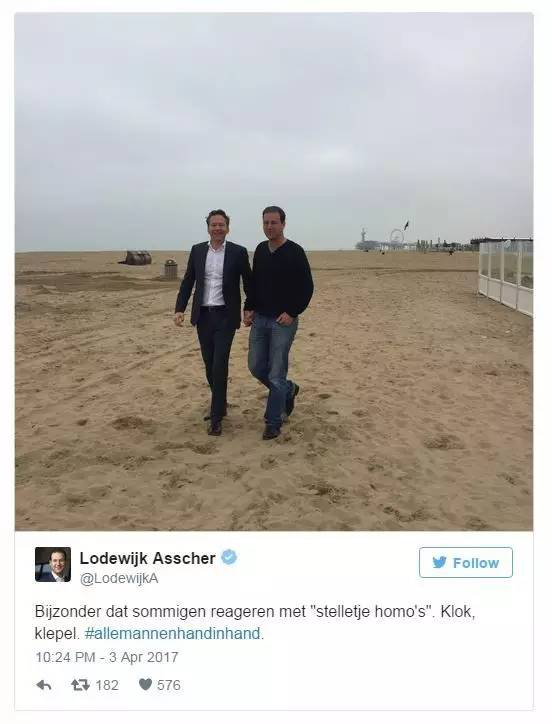 Lodewijk Asscher
@LodewijkA
Follow
Bijzonder dat sommigen reageren met "stelletje homo's". Klok,
klepel. #allemannenhandinhand.
10:24 PM - 3 Apr 2017
182 576